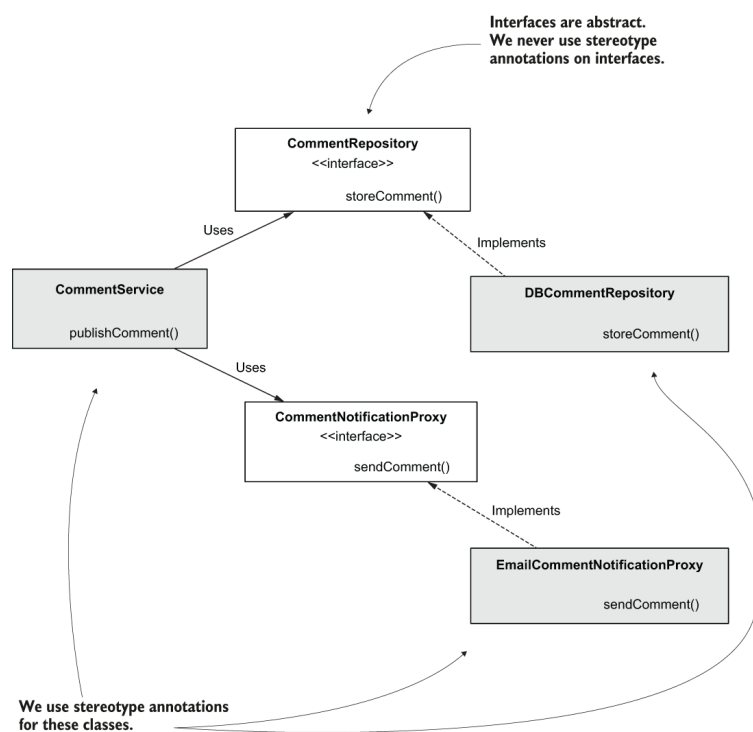 Interfaces are abstract.
We never use stereotype
annotations on interfaces.
CommentRepository
<<interface>>
storeComment()
Uses
Implements
CommentService
publishComment()
DBCommentRepository
storeComment()
Uses
CommentNotificationProxy
<<interface>>
sendComment()
Implements
EmailCommentNotificationProxy
sendComment()
We use stereotype annotations
for these classes.